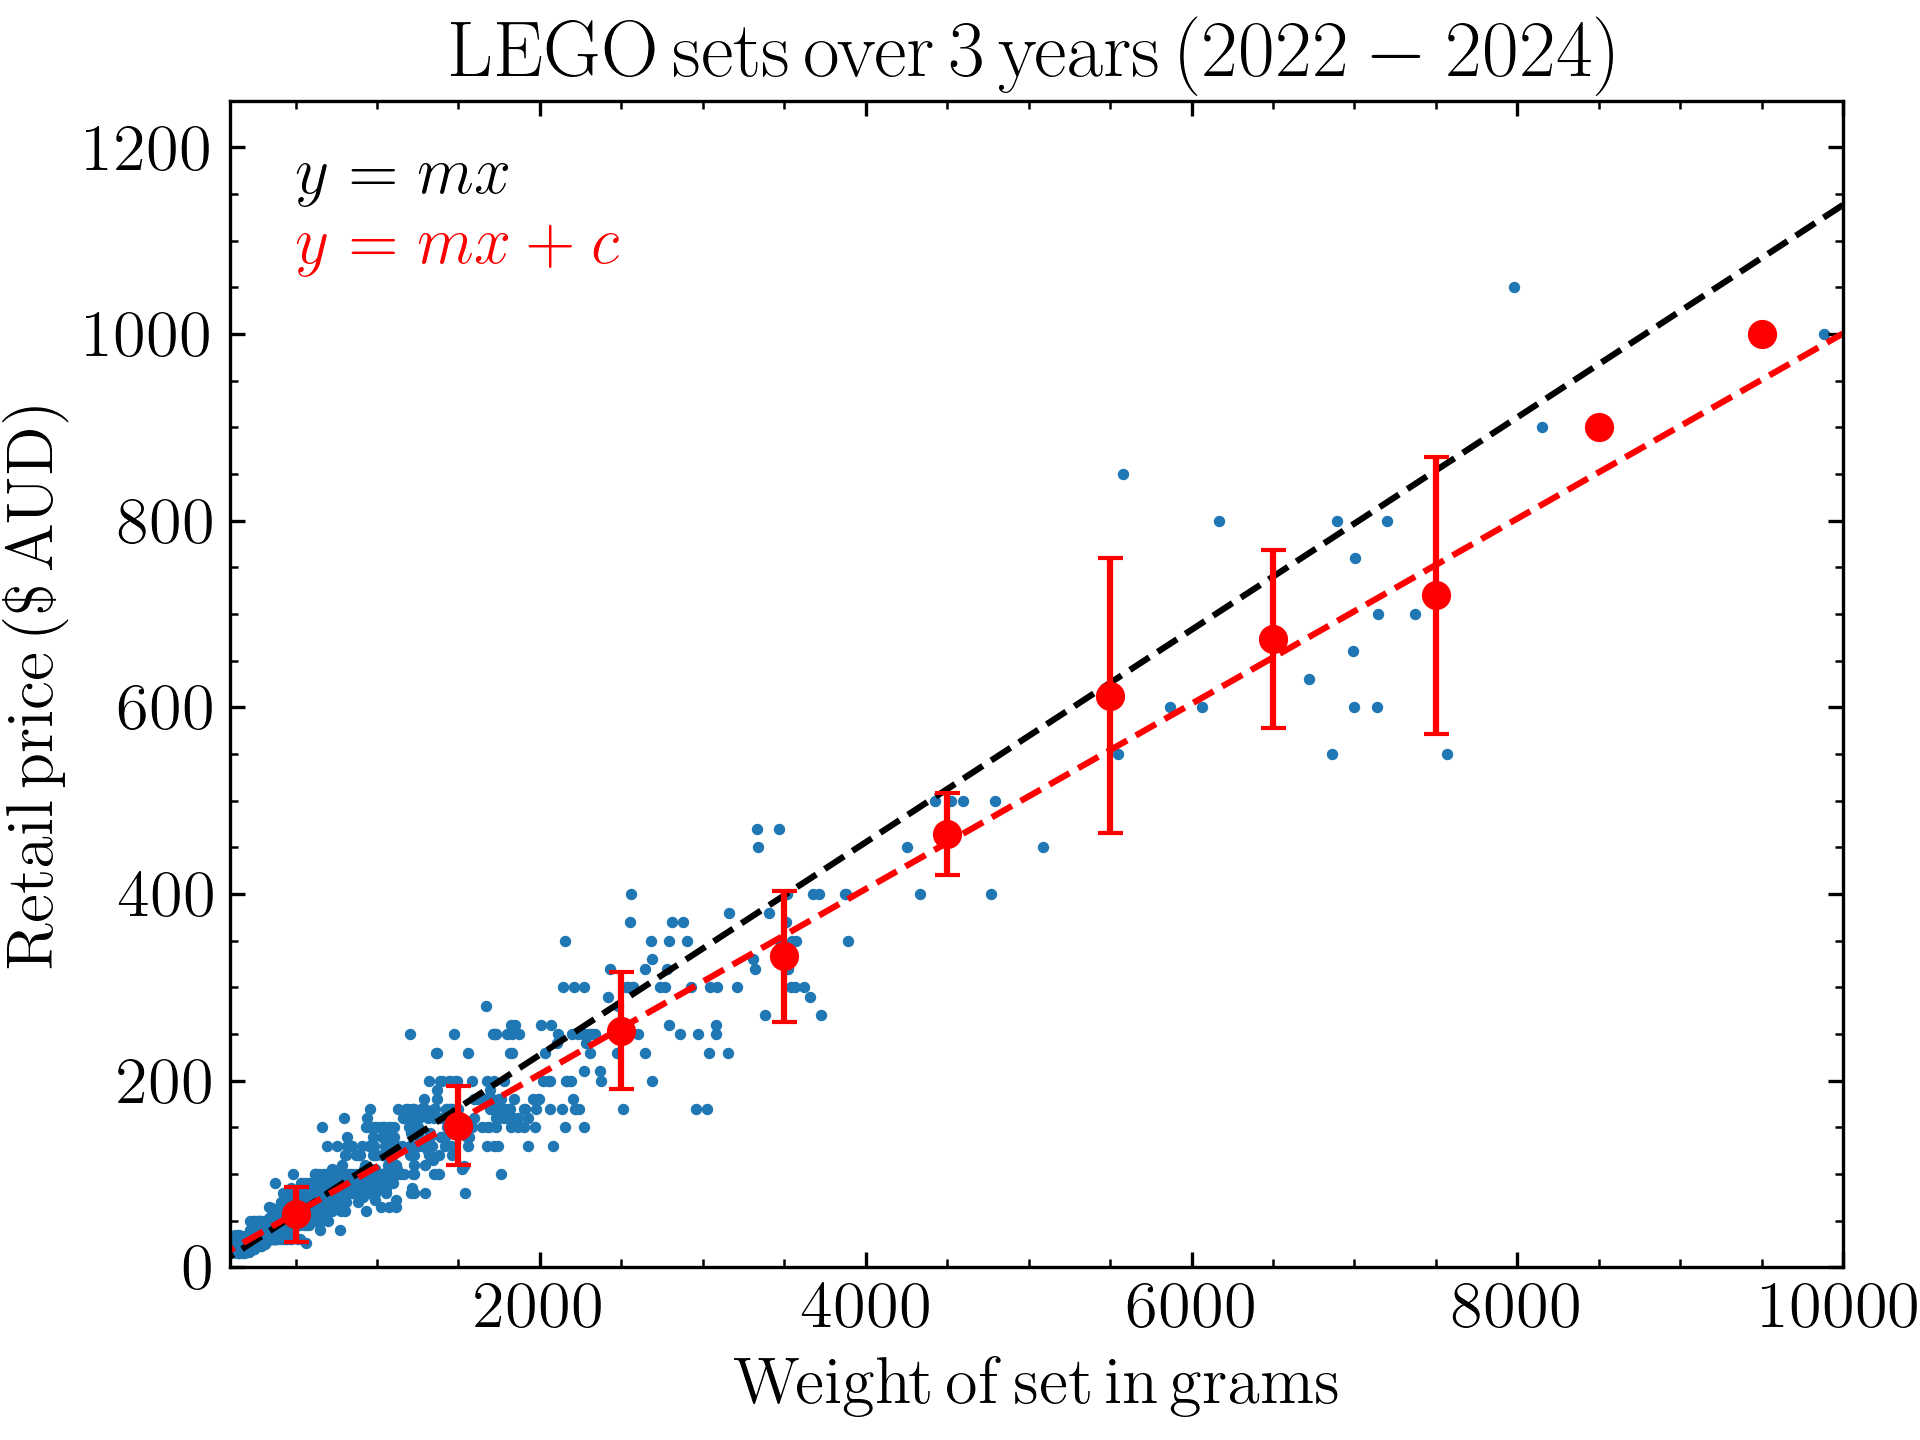 LEGO sets over 3 years (2022 − 2024)
y = mx
y = mx + c
Retail price ($ AUD)
1200
1000
800
600
400
200
0
2000 4000 6000 8000 10000
Weight of set in grams